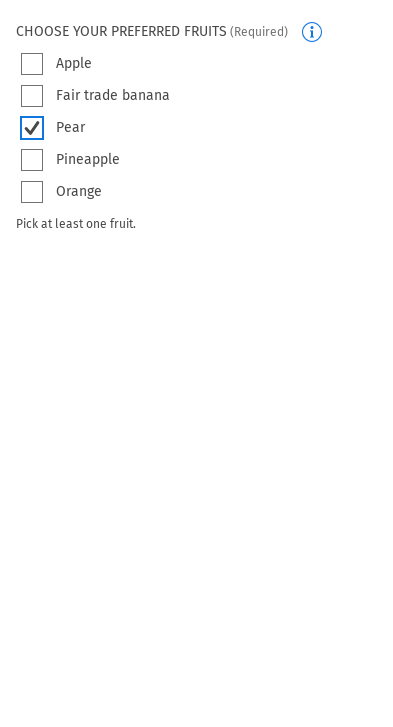 CHOOSE YOUR PREFERRED FRUITS (Required)
Apple
Fair trade banana
Pear
Pineapple
Orange
Pick at least one fruit.